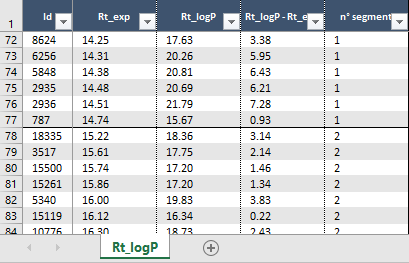 1 Id Rt_exp Rt_logP Rt_logP - Rt_e n° segment
72 8624 14.25 17.63 3.38 1
73 6256 14.31 20.26 5.95 1
74 5848 14.38 20.81 6.43 1
75 2935 14.48 20.69 6.21 1
76 2936 14.51 21.79 7.28 1
77 787 14.74 15.67 0.93 1
78 18335 15.22 18.36 3.14 2
79 3517 15.61 17.75 2.14 2
80 15500 15.74 17.20 1.46 2
81 15261 15.86 17.20 1.34 2
82 5340 16.00 19.83 3.83 2
83 15119 16.12 16.34 0.22 2
84 10776 16.30 18.73 2.43 2
Rt_logP